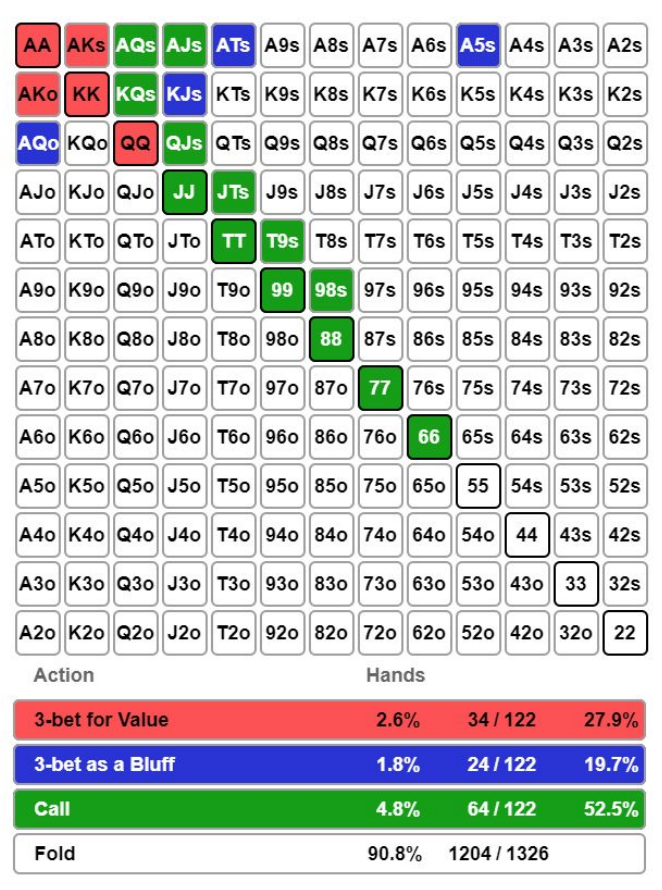 AA AKs AQs AJs ATs A9s A8s A7s A6s A5s A4s A3s A2s
AKo KK KQs KJs KTs K9s K8s K7s K6s K5s K4s K3s K2s
AQo KQo QQ QJs QTs Q9s Q8s Q7s Q6s Q5s Q4s Q3s Q2s
AJo KJo QJo JJ JTs J9s J8s J7s J6s J5s J4s J3s J2s
ATo KTo QTo JTo TT T9s T8s T7s T6s T5s T4s T3s T2s
A9o K9o Q9o J9o T9o 99 98s 97s 96s 95s 94s 93s 92s
A8o K8o Q8o J8o T8o 98o 88 87s 86s 85s 84s 83s 82s
A7o K7o Q7o J7o T7o 97o 87o 77 76s 75s 74s 73s 72s
A6o K6o Q6o J6o T6o 96o 86o 76o 66 65s 64s 63s 62s
A5o K5o Q5o J5o T5o 95o 85o 75o 65o 55 54s 53s 52s
A4o K4o Q4o J4o T4o 94o 84o 74o 64o 54o 44 43s 42s
A3o K3o Q3o J3o T3o 93o 83o 73o 63o 53o 43o 33 32s
A2o K2o Q2o J2o T2o 92o 82o 72o 62o 52o 42o 32o 22
Action Hands
3-bet for Value 2.6% 34 / 122 27.9%
3-bet as a Bluff 1.8% 24 / 122 19.7%
Call 4.8% 64 / 122 52.5%
Fold 90.8% 1204 / 1326